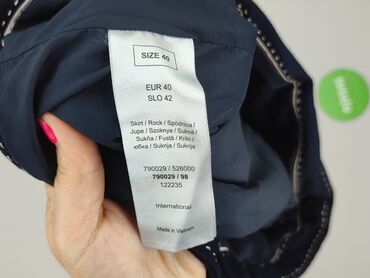 SIZE 40
EUR 40
SLO 42
Skirt / Rock / Spódnica /
Jupe / Szoknya / Sukně /
Sukňa / Fustă / Krilo /
юбка / Suknja / Suknja
790029 / 526000
790029 / 98
122235
International
Made in Vietnam